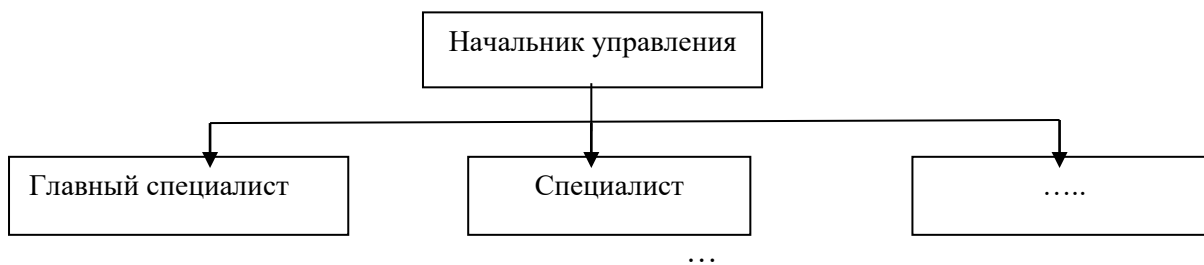 Начальник управления
Главный специалист
Специалист
…..
…